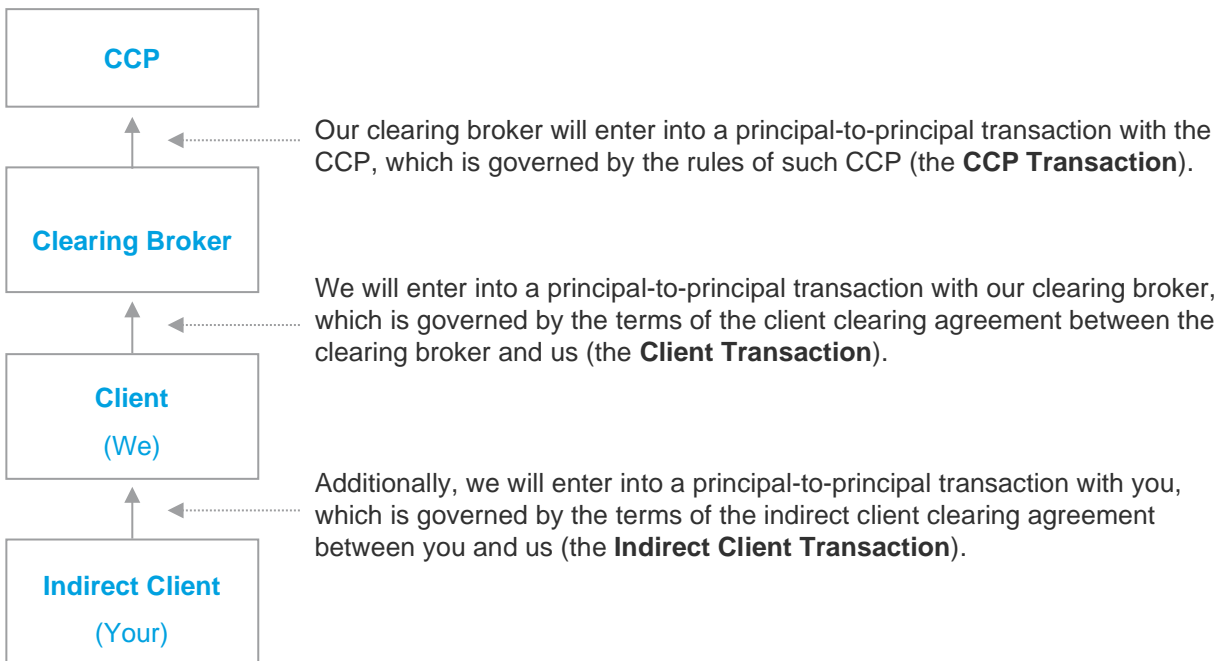 CCP
Our clearing broker will enter into a principal-to-principal transaction with the
CCP, which is governed by the rules of such CCP (the CCP Transaction).
Clearing Broker
We will enter into a principal-to-principal transaction with our clearing broker,
which is governed by the terms of the client clearing agreement between the
clearing broker and us (the Client Transaction).
Client
(We)
Additionally, we will enter into a principal-to-principal transaction with you,
which is governed by the terms of the indirect client clearing agreement
between you and us (the Indirect Client Transaction).
Indirect Client
(Your)